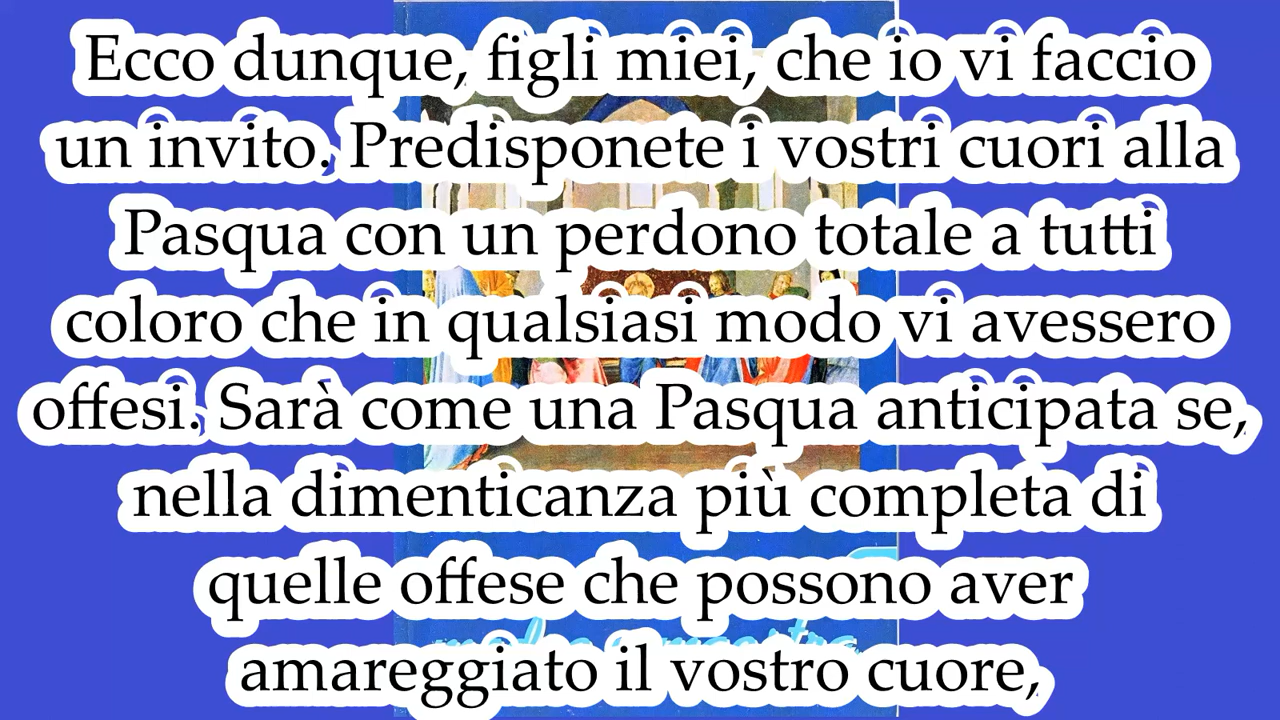 Ecco dunque, figli miei, che io vi faccio
un invito. Predisponete i vostri cuori alla
Pasqua con un perdono totale a tutti
coloro che in qualsiasi modo vi avessero
offesi. Sarà come una Pasqua anticipata se,
nella dimenticanza più completa di
quelle offese che possono aver
amareggiato il vostro cuore,